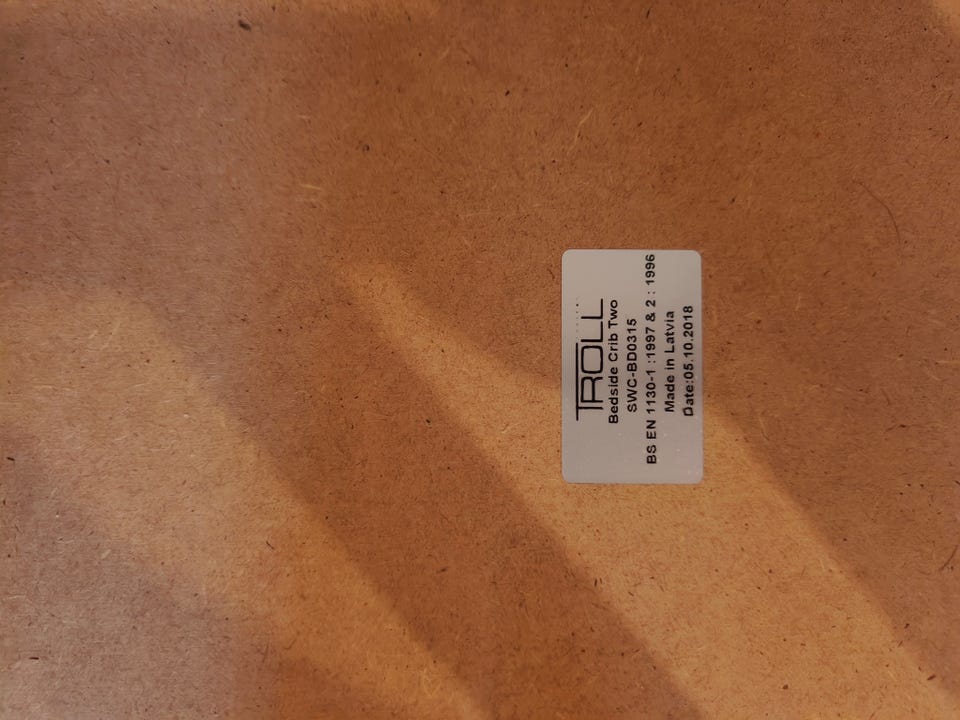 TROLL
Bedside Crib Two
SWC-BD0315
BS EN 1130-1 :1997 & 2 : 1996
Made in Latvia
Date:05.10.2018